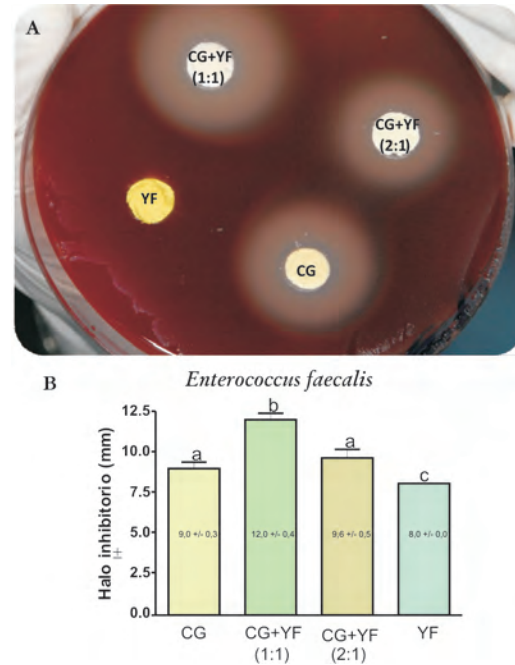 A
CG+YF
(1:1)
CG+YF
(2:1)
YF
CG
B
Enterococcus faecalis
Halo inhibitorio (mm)
±
12.5
10.0
7.5
5.0
2.5
0.0
a
b
a
c
9,0 +/- 0,3
12,0 +/- 0,4
9,6 +/- 0,5
8,0 +/- 0,0
CG
CG+YF
(1:1)
CG+YF
(2:1)
YF